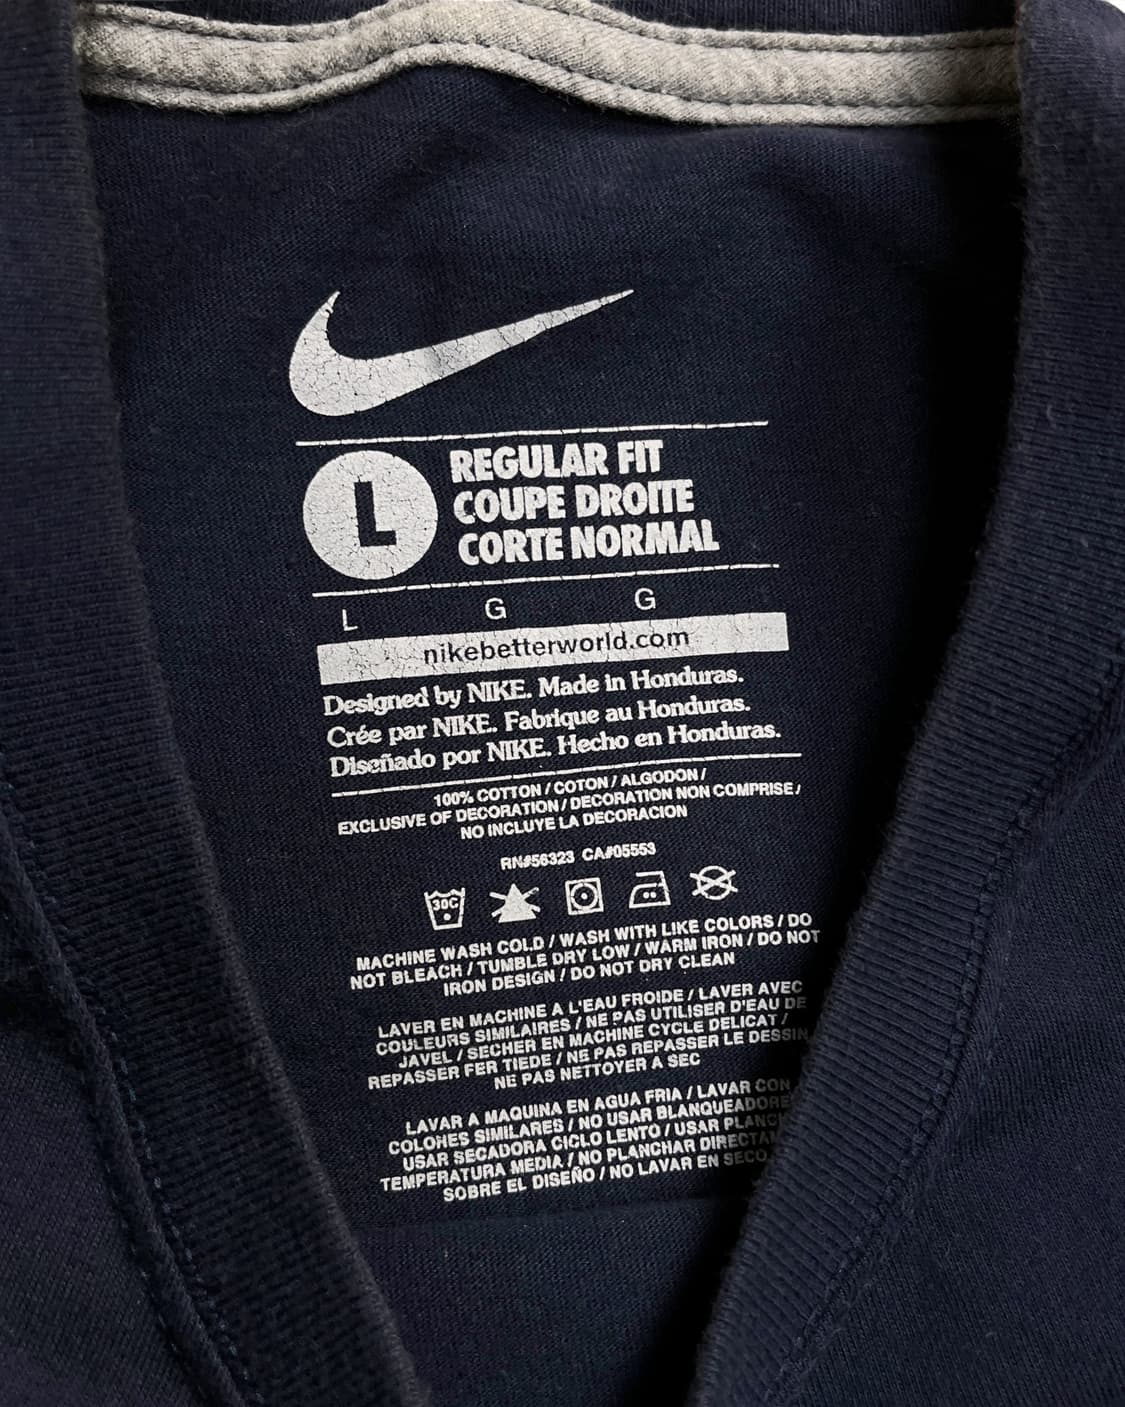 L
REGULAR FIT
COUPE DROITE
CORTE NORMAL
L G G
nikebetterworld.com
Designed by NIKE. Made in Honduras.
Crée par NIKE. Fabrique au Honduras.
Diseñado por NIKE. Hecho en Honduras.
100% COTTON / COTON / ALGODON /
EXCLUSIVE OF DECORATION / DECORATION NON COMPRISE /
NO INCLUYE LA DECORACION
RN#56323 CA#05553
30C
MACHINE WASH COLD / WASH WITH LIKE COLORS / DO
NOT BLEACH / TUMBLE DRY LOW / WARM IRON / DO NOT
IRON DESIGN / DO NOT DRY CLEAN
LAVER EN MACHINE A L'EAU FROIDE / LAVER AVEC
COULEURS SIMILAIRES / NE PAS UTILISER D'EAU DE
JAVEL / SECHER EN MACHINE CYCLE DELICAT /
REPASSER FER TIEDE / NE PAS REPASSER LE DESSIN
NE PAS NETTOYER A SEC
LAVAR A MAQUINA EN AGUA FRIA / LAVAR CON
COLORES SIMILARES / NO USAR
USAR SECADORA CICLO LENTO / USAR
TEMPERATURA MEDIA / NO PLANCHAR
SOBRE EL DISEÑO / NO LAVAR EN SECO